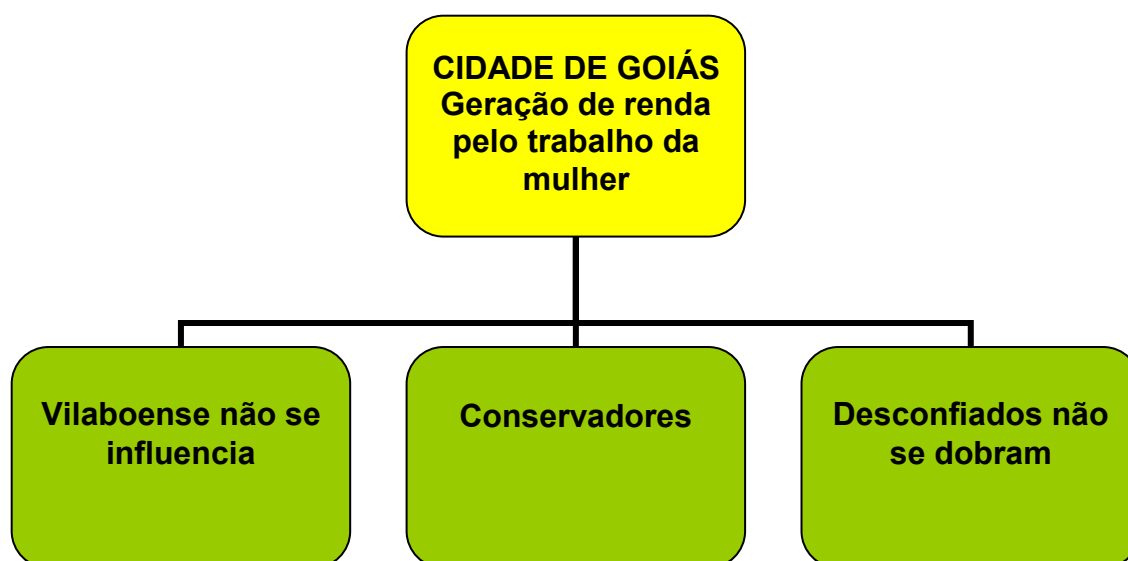 CIDADE DE GOIÁS
Geração de renda
pelo trabalho da
mulher
Vilaboense não se
influencia
Conservadores
Desconfiados não
se dobram